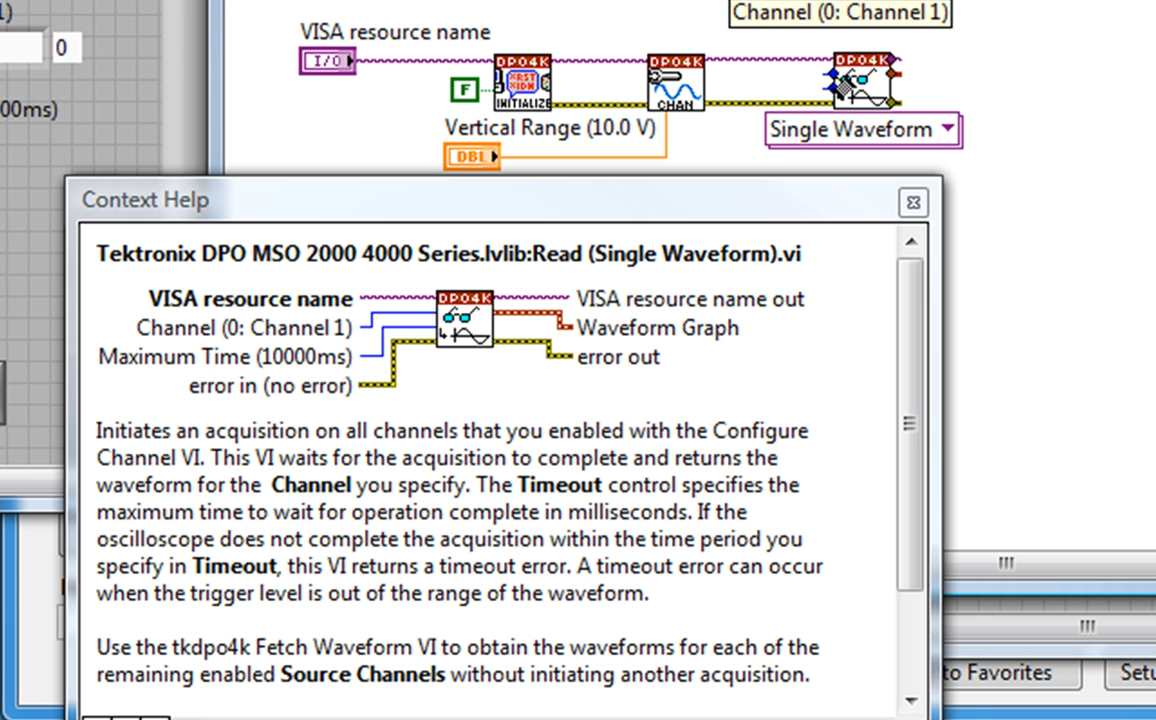 1)
Channel (0: Channel 1)
VISA resource name
0
I/O
DPO4K
DPO4K
DPO4K
F
INITIALIZE
CHAN
00ms)
Vertical Range (10.0 V)
Single Waveform
DBL
Context Help
Tektronix DPO MSO 2000 4000 Series.lvlib:Read (Single Waveform).vi
VISA resource name
DPO4K
VISA resource name out
Channel (0: Channel 1)
Waveform Graph
Maximum Time (10000ms)
error out
error in (no error)
Initiates an acquisition on all channels that you enabled with the Configure
Channel VI. This VI waits for the acquisition to complete and returns the
waveform for the Channel you specify. The Timeout control specifies the
maximum time to wait for operation complete in milliseconds. If the
oscilloscope does not complete the acquisition within the time period you
specify in Timeout, this VI returns a timeout error. A timeout error can occur
when the trigger level is out of the range of the waveform.
Use the tkdpo4k Fetch Waveform VI to obtain the waveforms for each of the
remaining enabled Source Channels without initiating another acquisition.
to Favorites
Setu